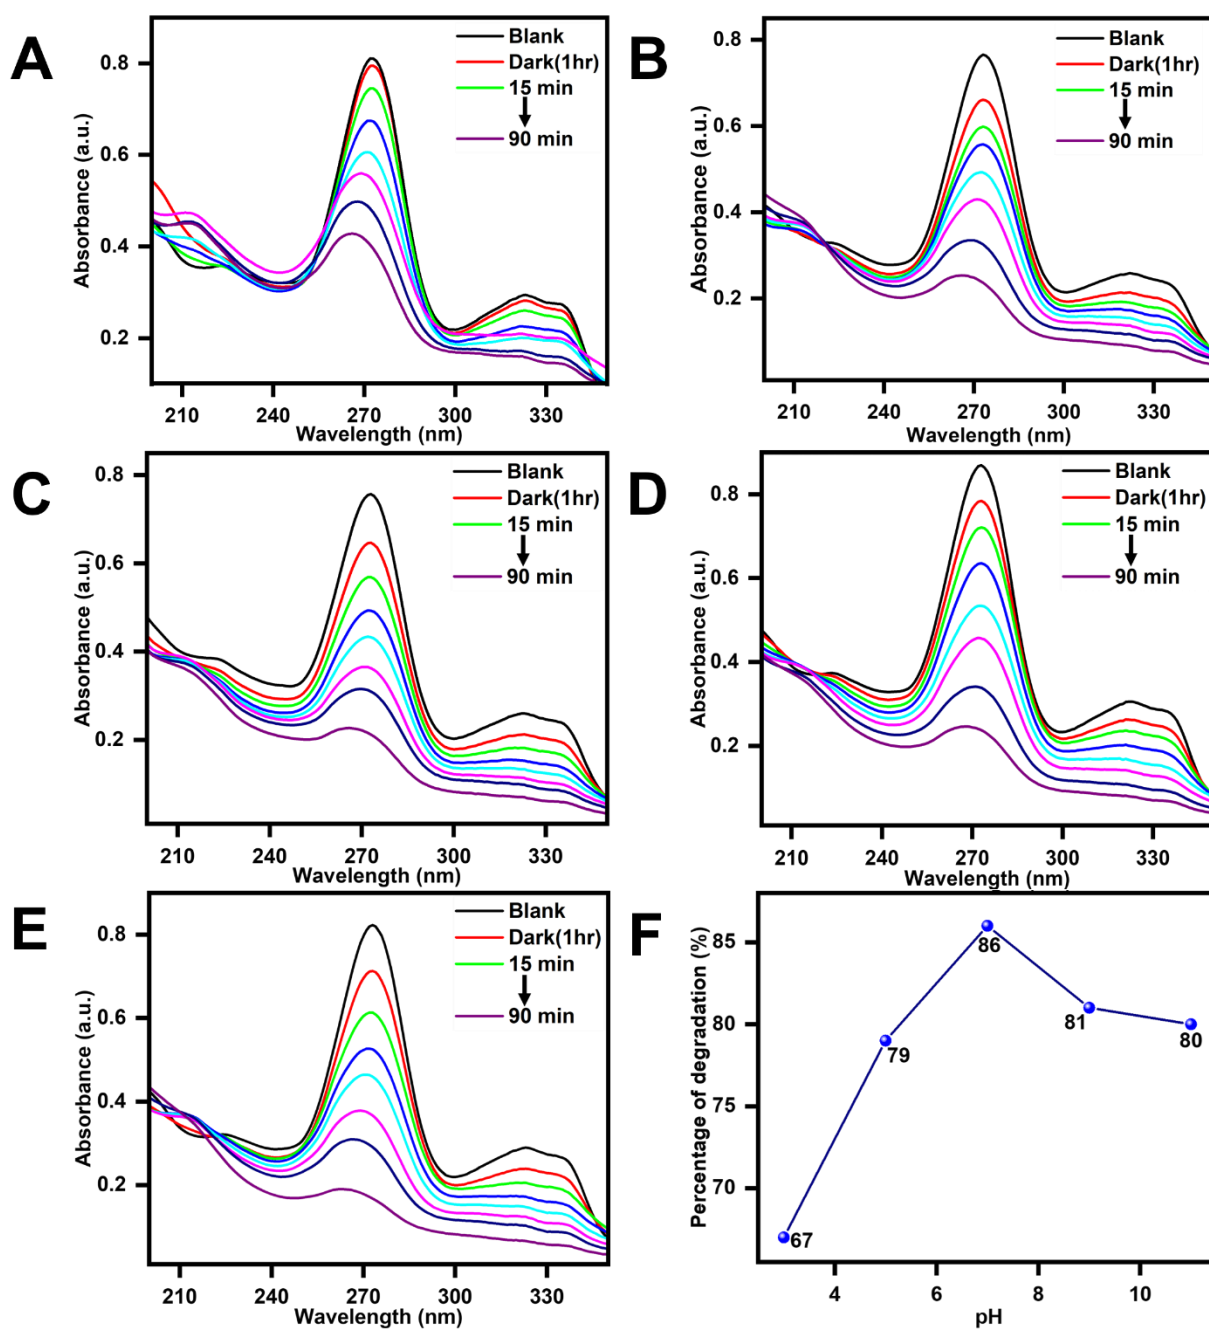 A
Blank
Dark(1hr)
15 min
90 min
Absorbance (a.u.)
0.8
0.6
0.4
0.2
210 240 270 300 330
Wavelength (nm)
B
Blank
Dark(1hr)
15 min
90 min
Absorbance (a.u.)
0.8
0.6
0.4
0.2
210 240 270 300 330
Wavelength (nm)
C
Blank
Dark(1hr)
15 min
90 min
Absorbance (a.u.)
0.8
0.6
0.4
0.2
210 240 270 300 330
Wavelength (nm)
D
Blank
Dark(1hr)
15 min
90 min
Absorbance (a.u.)
0.8
0.6
0.4
0.2
210 240 270 300 330
Wavelength (nm)
E
Blank
Dark(1hr)
15 min
90 min
Absorbance (a.u.)
0.8
0.6
0.4
0.2
210 240 270 300 330
Wavelength (nm)
F
Percentage of degradation (%)
85
80
75
70
67
79
86
81
80
4 6 8 10
pH